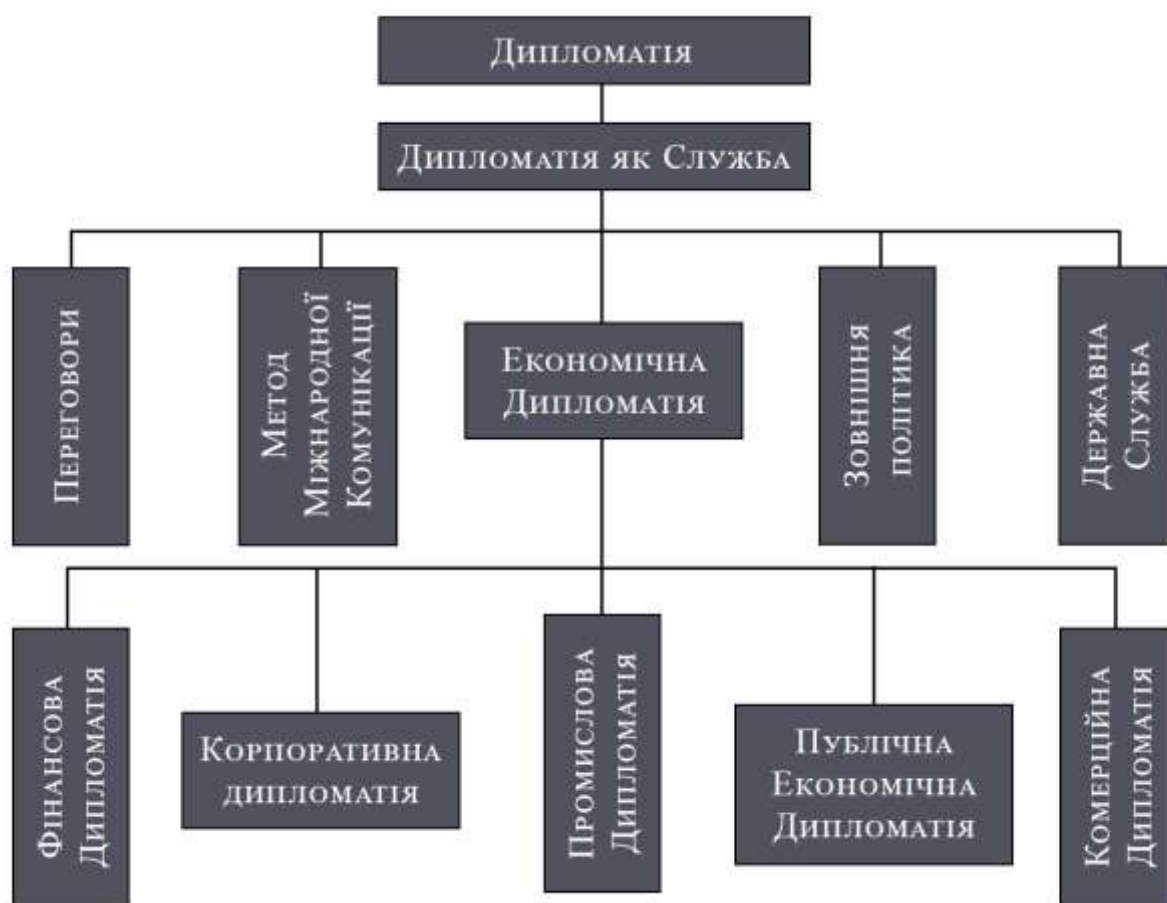 Дипломатія
Дипломатія як Служба
Переговори
Метод
Міжнародної
Комунікації
Економічна
Дипломатія
Зовнішня
політика
Державна
Служба
Фінансова
Дипломатія
Корпоративна
дипломатія
Промислова
Дипломатія
Публічна
Економічна
Дипломатія
Комерційна
Дипломатія